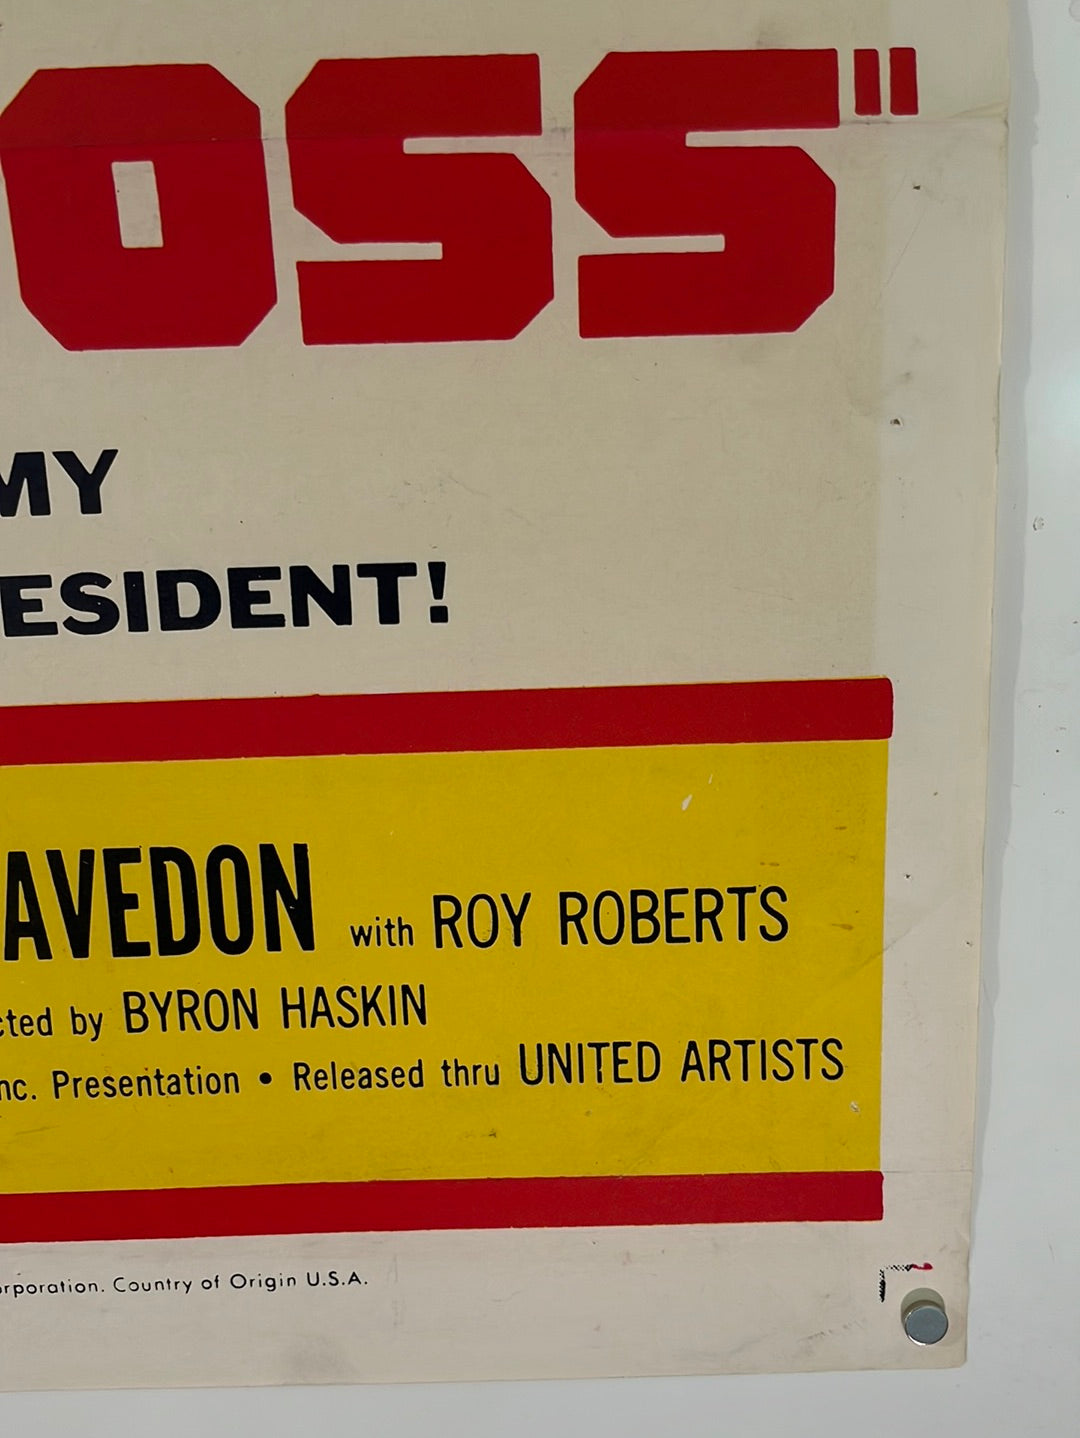 OSS"
MY
ESIDENT!
AVEDON with ROY ROBERTS
cted by BYRON HASKIN
nc. Presentation • Released thru UNITED ARTISTS
orporation. Country of Origin U.S.A.